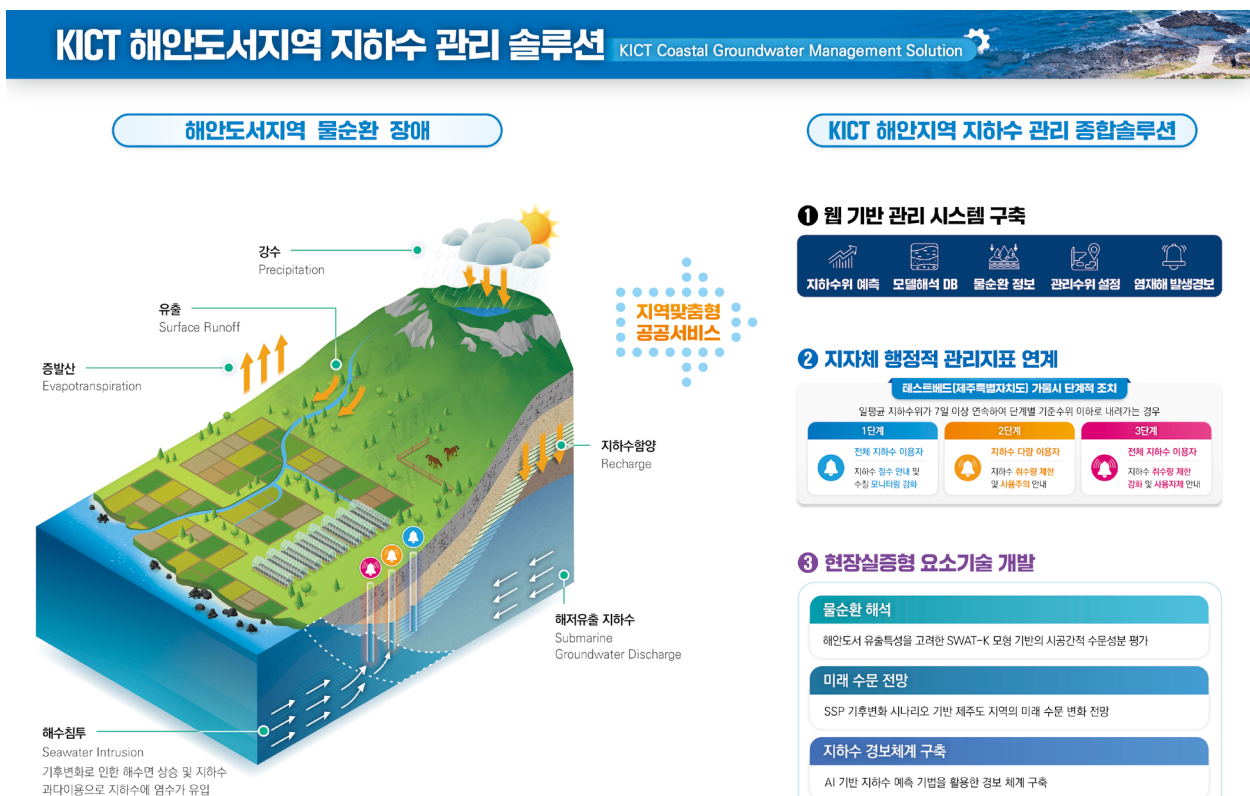 KICT 해안도서지역 지하수 관리 솔루션 KICT Coastal Groundwater Management Solution
해안도서지역 물순환 장애
강수
Precipitation
유출
Surface Runoff
증발산
Evapotranspiration
지하수함양
Recharge
해저유출 지하수
Submarine
Groundwater Discharge
해수침투
Seawater Intrusion
기후변화로 인한 해수면 상승 및 지하수
과다이용으로 지하수에 염수가 유입
지역맞춤형
공공서비스
KICT 해안지역 지하수 관리 종합솔루션
1 웹 기반 관리 시스템 구축
지하수위 예측 모델해석 DB 물순환 정보 관리수위 설정 염재해 발생경보
2 지자체 행정적 관리지표 연계
테스트베드(제주특별자치도) 가뭄시 단계적 조치
일평균 지하수위가 7일 이상 연속하여 단계별 기준수위 이하로 내려가는 경우
1단계
전체 지하수 이용자
지하수 절수 안내 및
수질 모니터링 강화
2단계
지하수 다량 이용자
지하수 취수량 제한
및 사용주의 안내
3단계
전체 지하수 이용자
지하수 취수량 제한
강화 및 사용자제 안내
3 현장실증형 요소기술 개발
물순환 해석
해안도서 유출특성을 고려한 SWAT-K 모형 기반의 시공간적 수문성분 평가
미래 수문 전망
SSP 기후변화 시나리오 기반 제주도 지역의 미래 수문 변화 전망
지하수 경보체계 구축
AI 기반 지하수 예측 기법을 활용한 경보 체계 구축